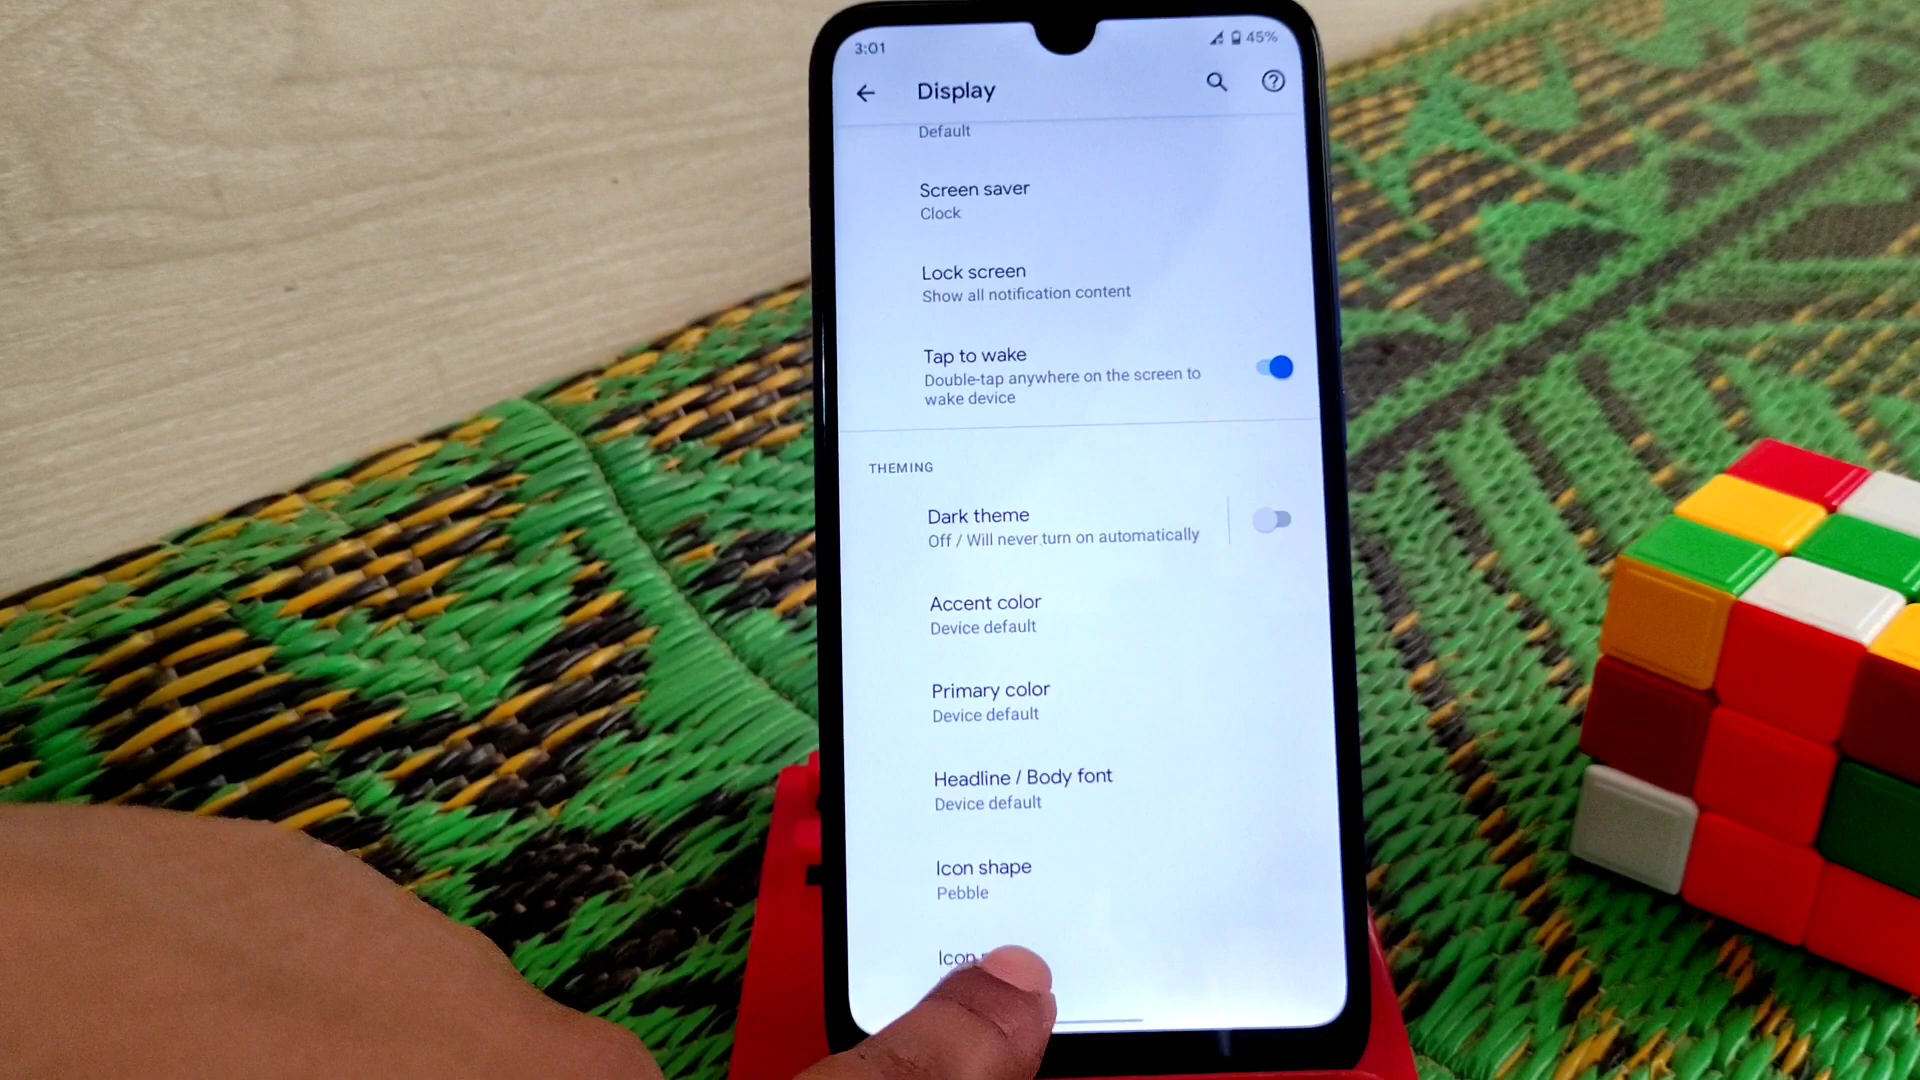 3:01
45%
Display
Default
Screen saver
Clock
Lock screen
Show all notification content
Tap to wake
Double-tap anywhere on the screen to
wake device
THEMING
Dark theme
Off / Will never turn on automatically
Accent color
Device default
Primary color
Device default
Headline / Body font
Device default
Icon shape
Pebble
Icon